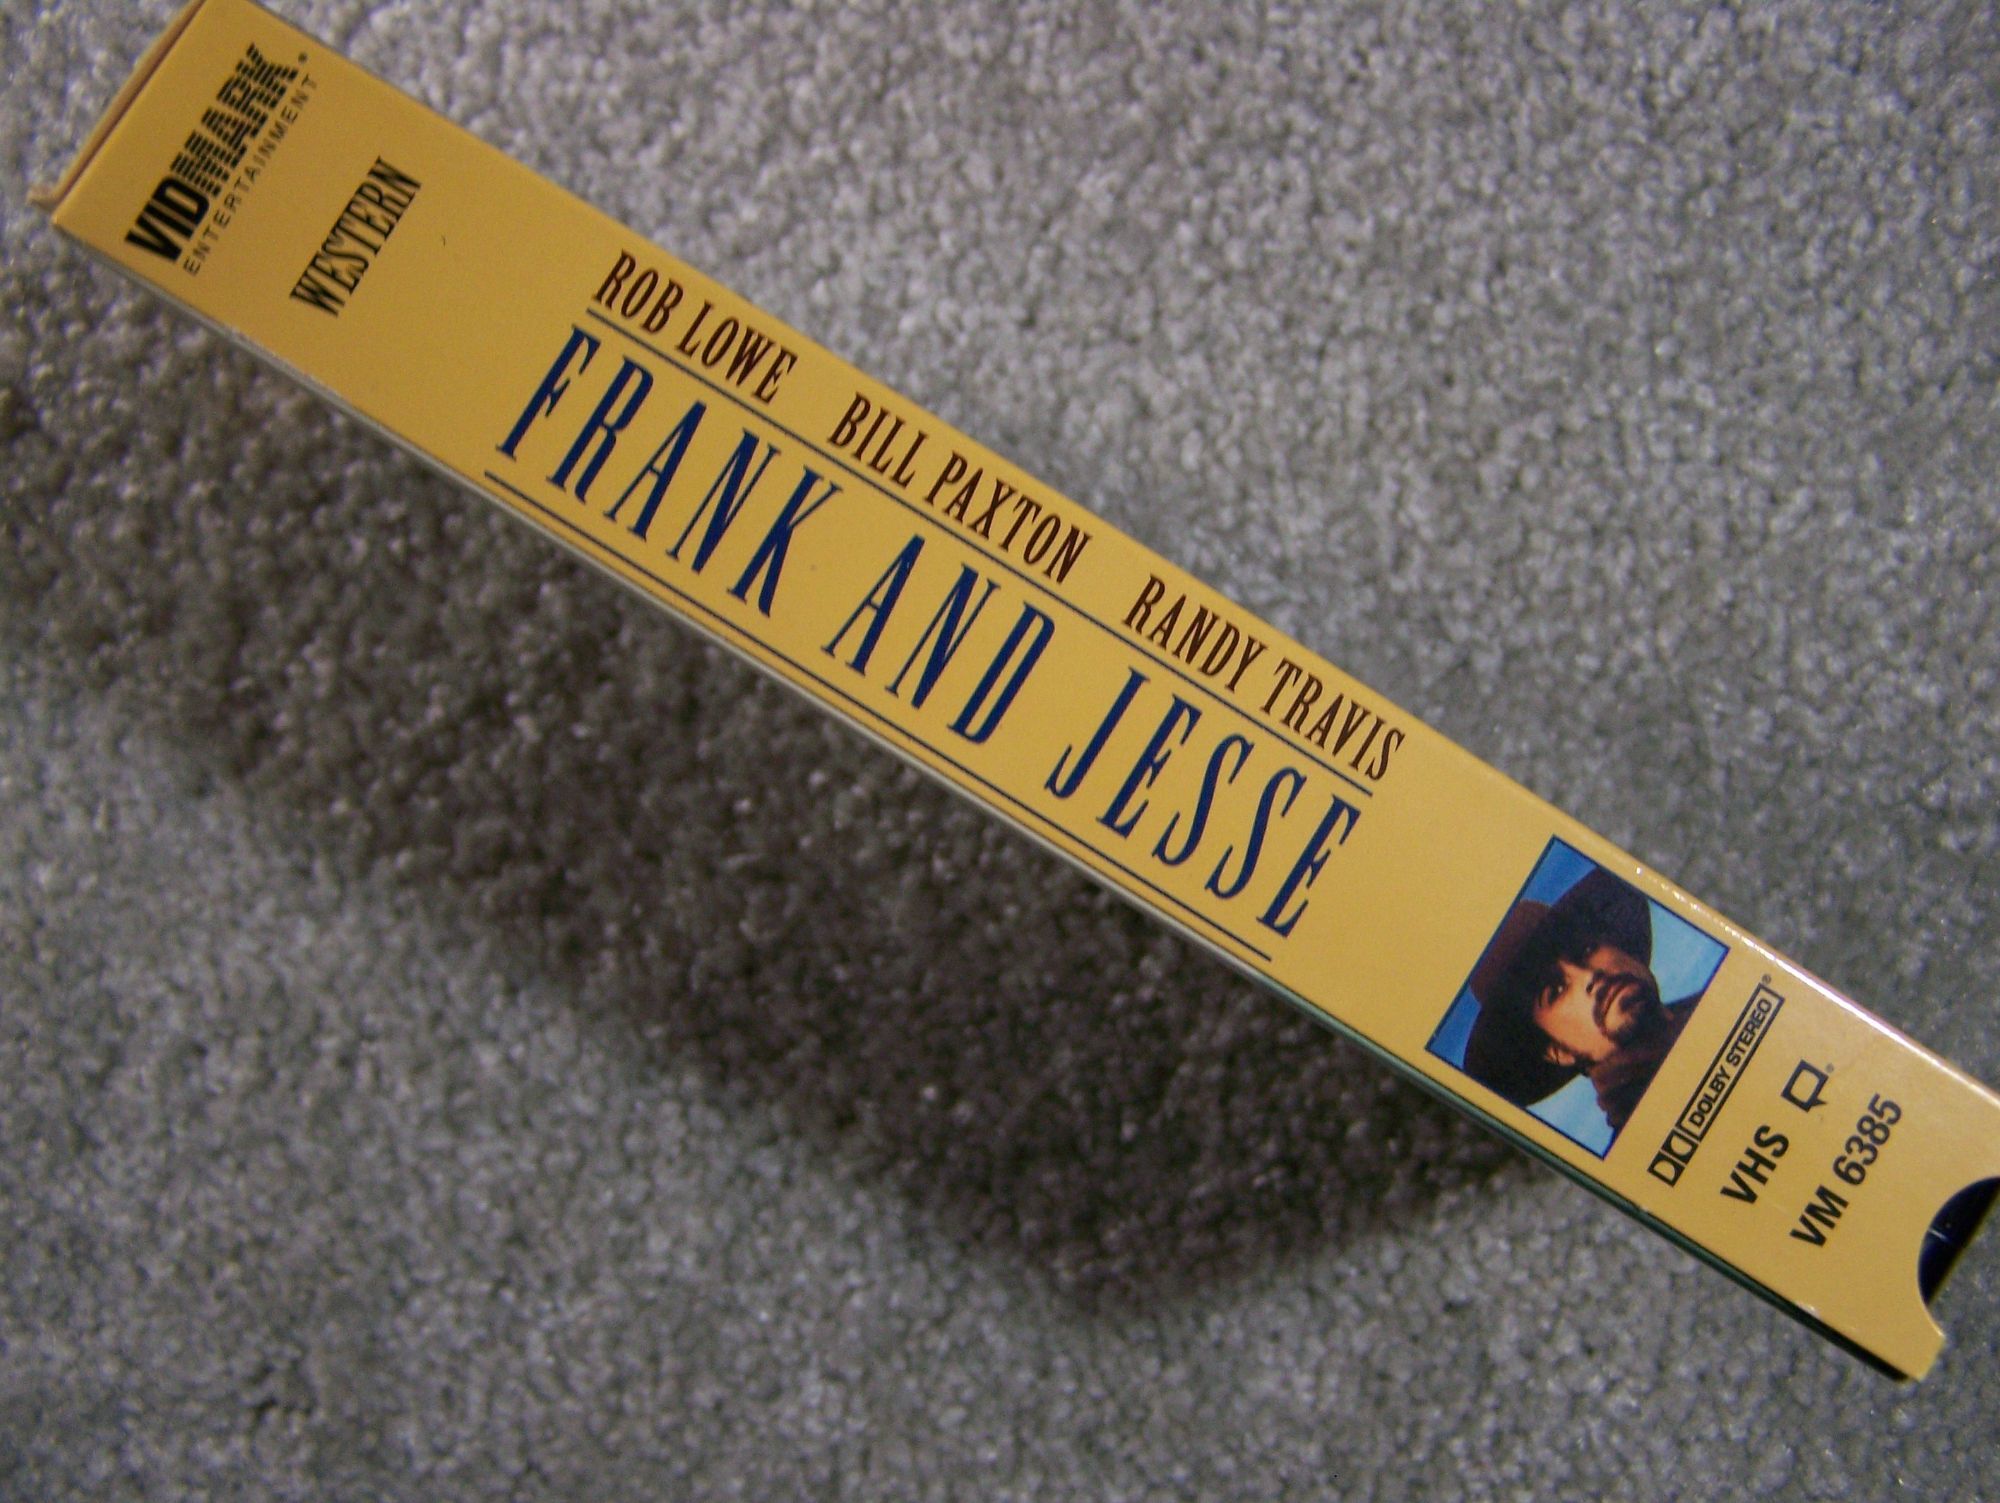 VIDMARK®
ENTERTAINMENT
WESTERN
ROB LOWE BILL PAXTON RANDY TRAVIS
FRANK AND JESSE
DOLBY STEREO®
VHS ®
VM 6385